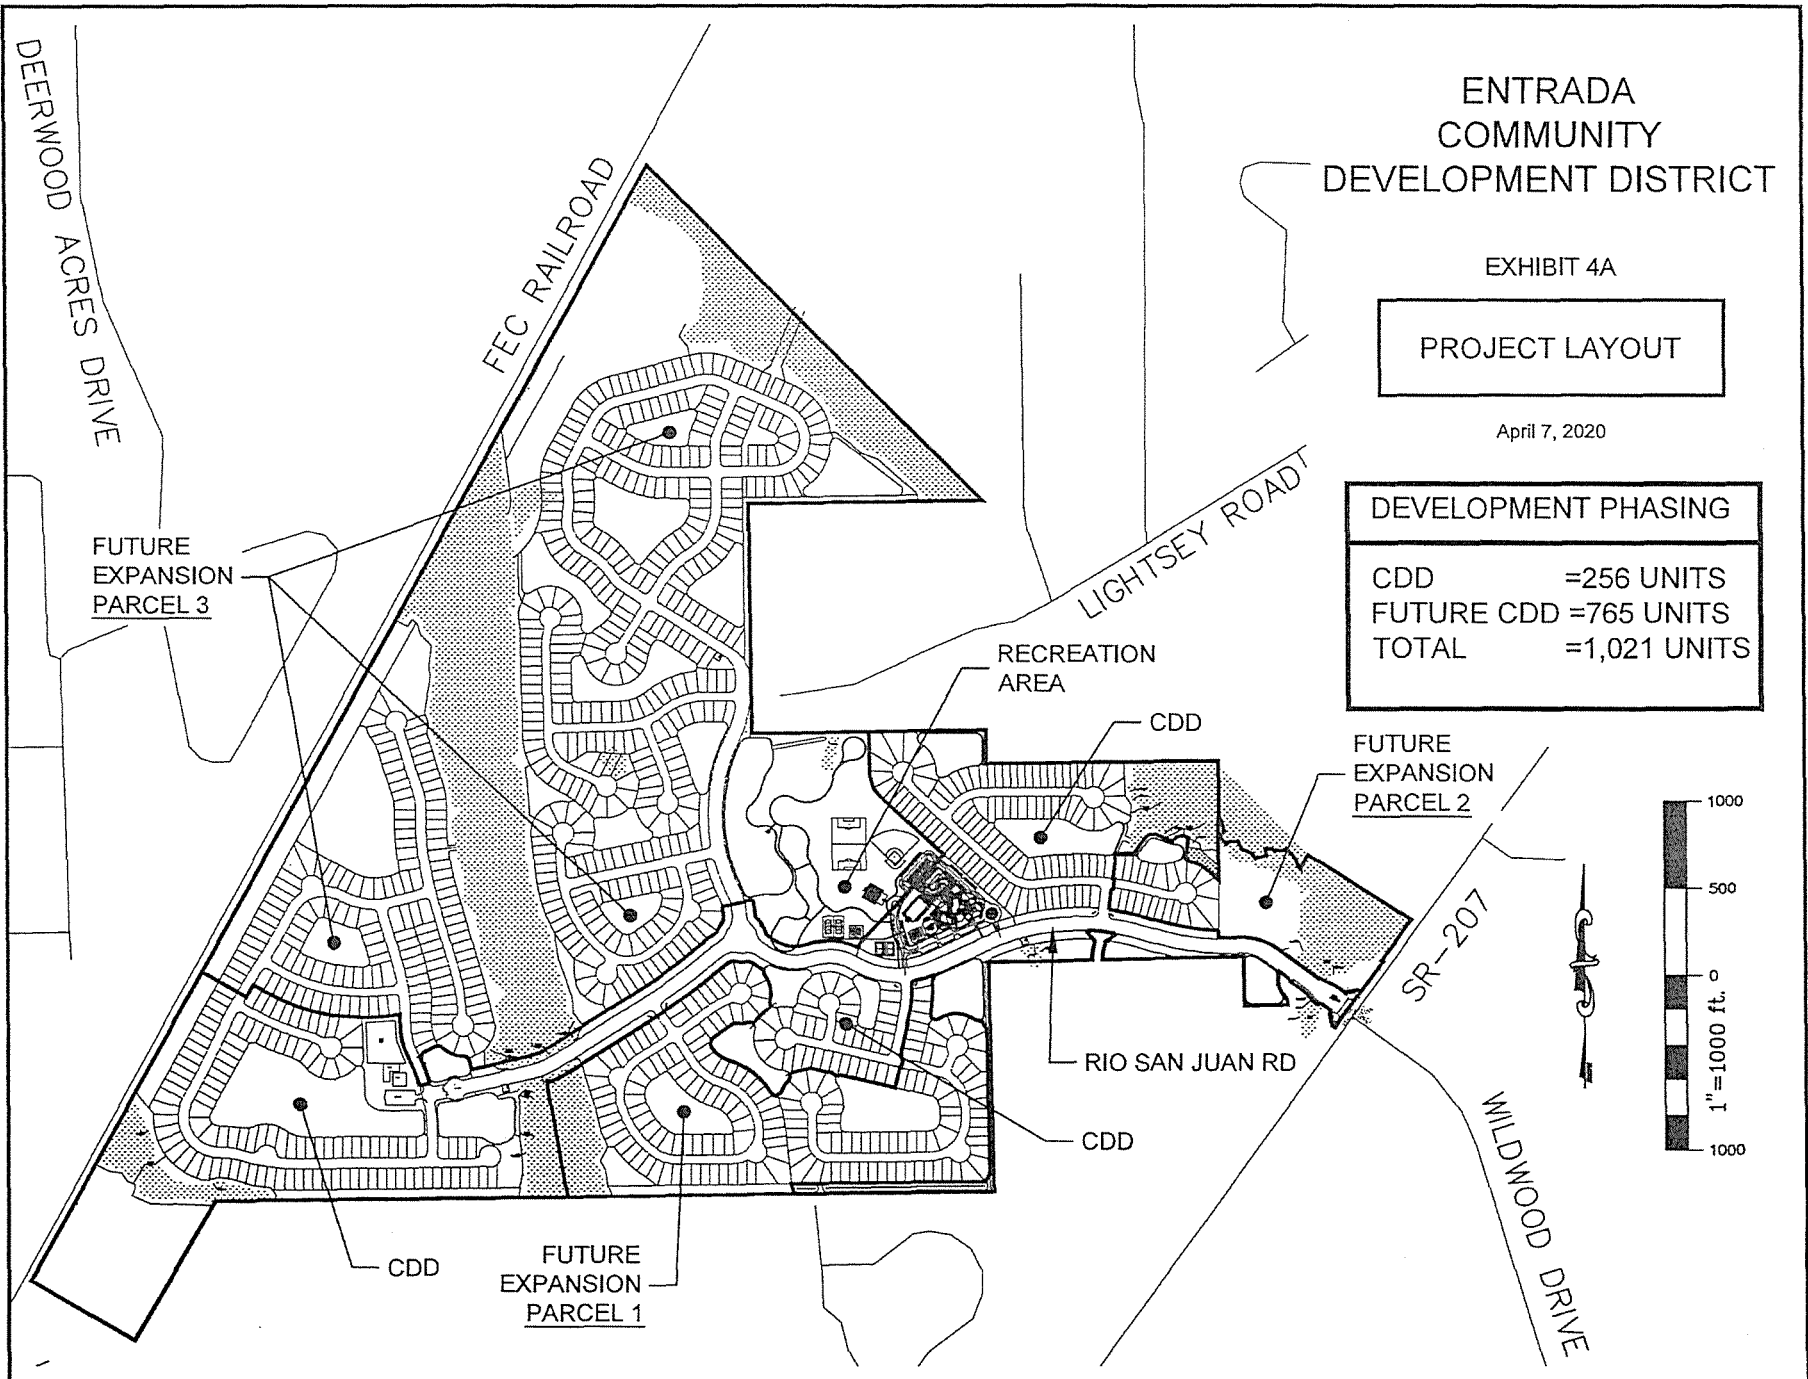 ENTRADA
COMMUNITY
DEVELOPMENT DISTRICT
EXHIBIT 4A
PROJECT LAYOUT
April 7, 2020
DEVELOPMENT PHASING
CDD =256 UNITS
FUTURE CDD =765 UNITS
TOTAL =1,021 UNITS
DEERWOOD ACRES DRIVE
FEC RAILROAD
LIGHTSEY ROAD
FUTURE
EXPANSION
PARCEL 3
RECREATION
AREA
CDD
FUTURE
EXPANSION
PARCEL 2
SR-207
1000
500
0
1000
1"=1000 ft.
RIO SAN JUAN RD
CDD
WILDWOOD DRIVE
CDD
FUTURE
EXPANSION
PARCEL 1